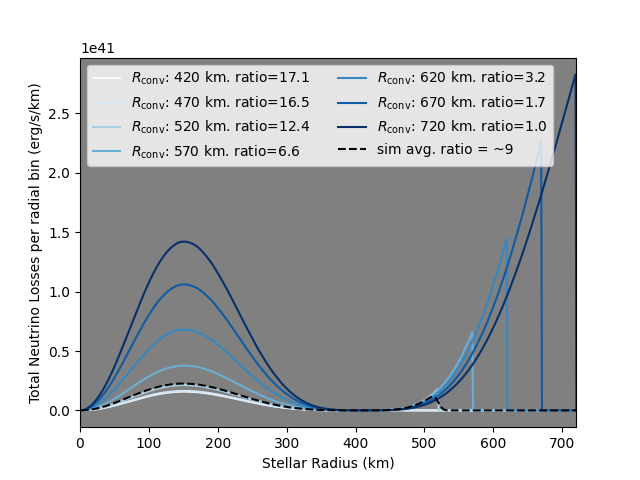 1e41
R_conv: 420 km. ratio=17.1
R_conv: 470 km. ratio=16.5
R_conv: 520 km. ratio=12.4
R_conv: 570 km. ratio=6.6
R_conv: 620 km. ratio=3.2
R_conv: 670 km. ratio=1.7
R_conv: 720 km. ratio=1.0
sim avg. ratio = ~9
Total Neutrino Losses per radial bin (erg/s/km)
2.5
2.0
1.5
1.0
0.5
0.0
0 100 200 300 400 500 600 700
Stellar Radius (km)